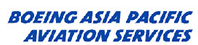 BOEING ASIA PACIFIC
AVIATION SERVICES